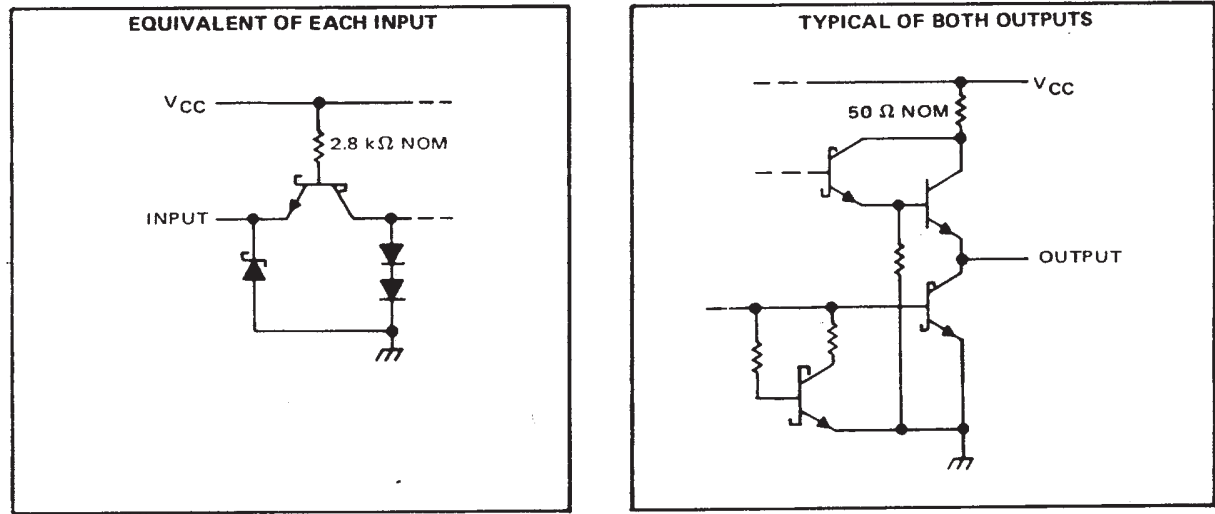 EQUIVALENT OF EACH INPUT
VCC
2.8 kΩ NOM
INPUT
TYPICAL OF BOTH OUTPUTS
VCC
50 Ω NOM
OUTPUT